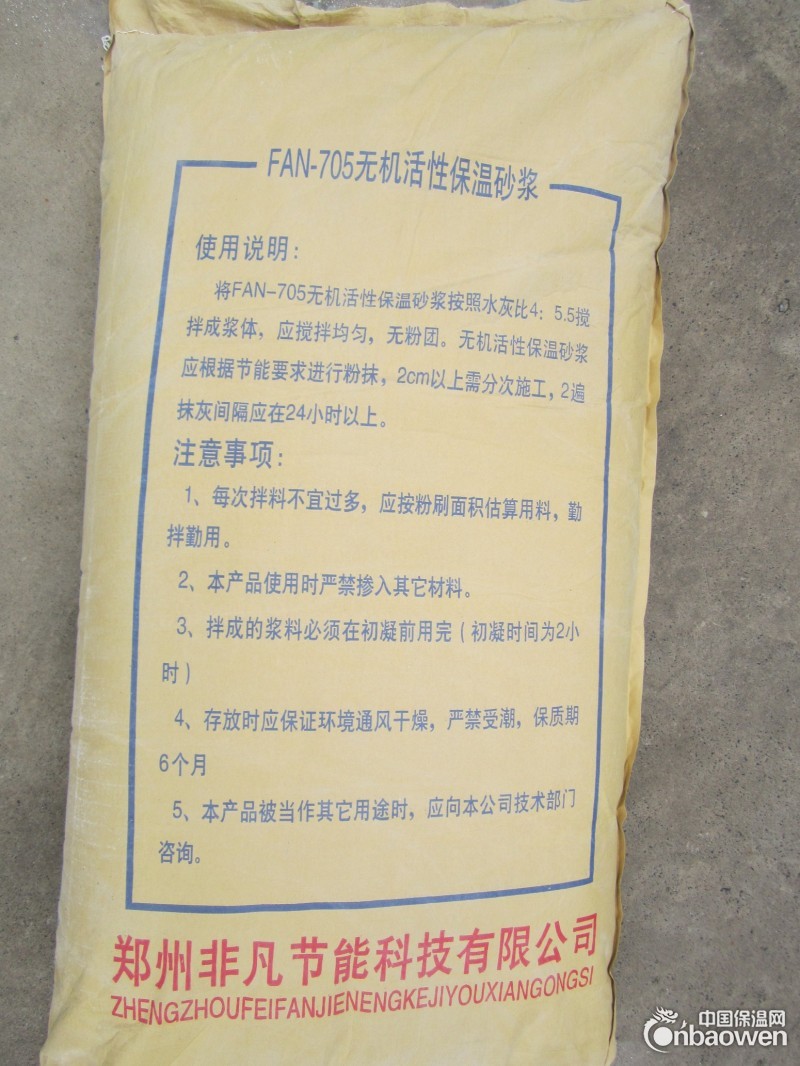 FAN-705无机活性保温砂浆
使用说明：
将FAN-705无机活性保温砂浆按照水灰比4：5.5搅
拌成浆体，应搅拌均匀，无粉团。无机活性保温砂浆
应根据节能要求进行粉抹，2cm以上需分次施工，2遍
抹灰间隔应在24小时以上。
注意事项：
1、每次拌料不宜过多，应按粉刷面积估算用料，勤
拌勤用。
2、本产品使用时严禁掺入其它材料。
3、拌成的浆料必须在初凝前用完（初凝时间为2小
时）
4、存放时应保证环境通风干燥，严禁受潮，保质期
6个月
5、本产品被当作其它用途时，应向本公司技术部门
咨询。
郑州非凡节能科技有限公司
ZHENGZHOUFEIFANJIENENGKEJIYOUXIANGONGSI
中国保温网
Cnbaowen